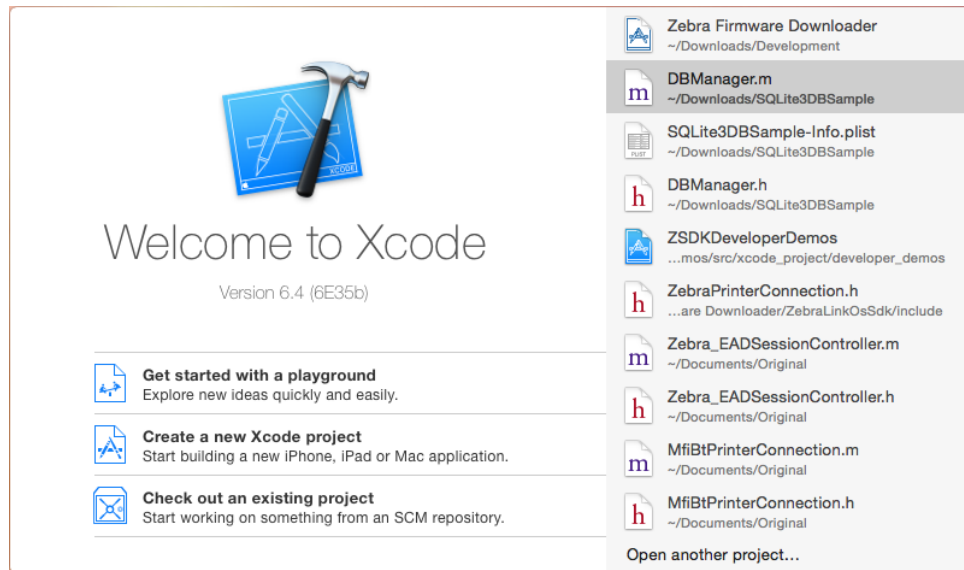 XCODE
Welcome to Xcode
Version 6.4 (6E35b)
Get started with a playground
Explore new ideas quickly and easily.
Create a new Xcode project
Start building a new iPhone, iPad or Mac application.
Check out an existing project
Start working on something from an SCM repository.
Zebra Firmware Downloader
~/Downloads/Development
m
DBManager.m
~/Downloads/SQLite3DBSample
PLIST
SQLite3DBSample-Info.plist
~/Downloads/SQLite3DBSample
h
DBManager.h
~/Downloads/SQLite3DBSample
ZSDKDeveloperDemos
...mos/src/xcode_project/developer_demos
h
ZebraPrinterConnection.h
...are Downloader/ZebraLinkOsSdk/include
m
Zebra_EADSessionController.m
~/Documents/Original
h
Zebra_EADSessionController.h
~/Documents/Original
m
MfiBtPrinterConnection.m
~/Documents/Original
h
MfiBtPrinterConnection.h
~/Documents/Original
Open another project...